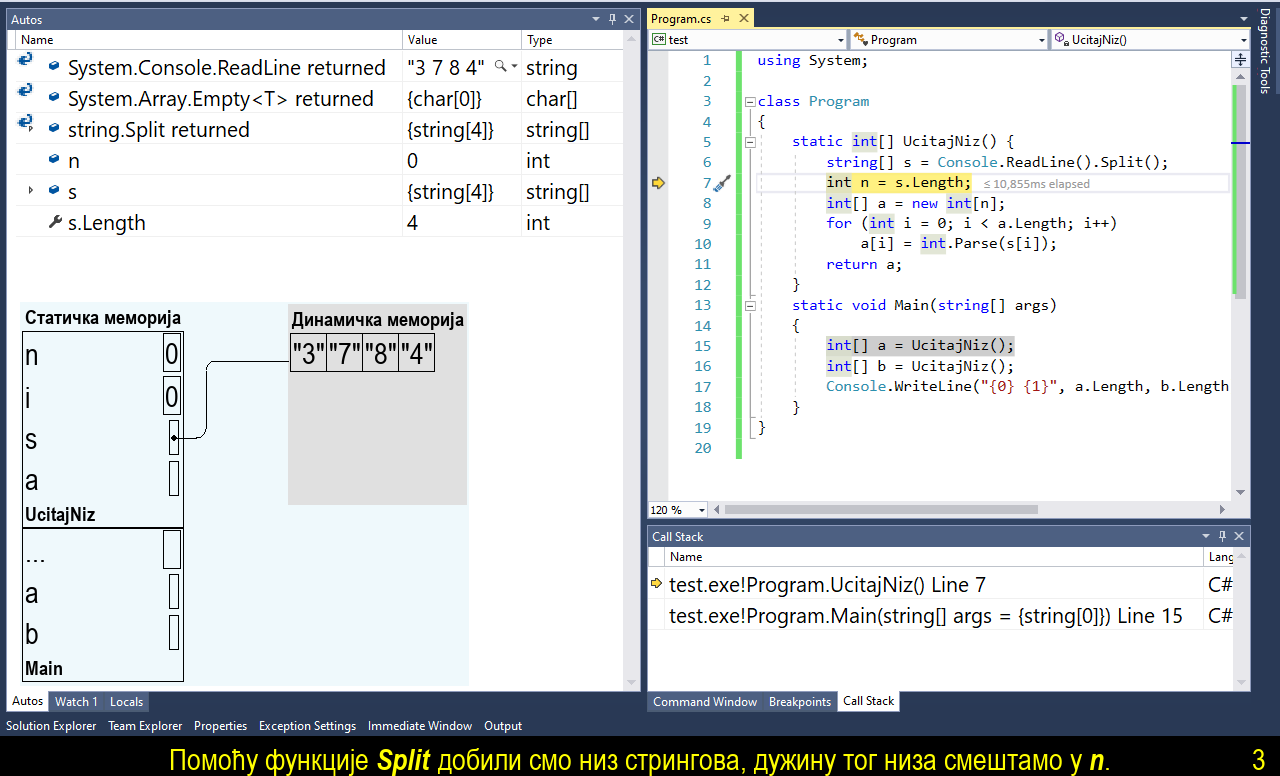 Autos
Name Value Type
System.Console.ReadLine returned "3 7 8 4" string
System.Array.Empty<T> returned {char[0]} char[]
string.Split returned {string[4]} string[]
n 0 int
s {string[4]} string[]
s.Length 4 int
Статичка меморија
n 0
i 0
s
a
UcitajNiz
...
a
b
Main
Динамичка меморија
"3" "7" "8" "4"
Autos Watch 1 Locals
Program.cs
C# test Program UcitajNiz()
1 using System;
2
3 class Program
4 {
5 static int[] UcitajNiz() {
6 string[] s = Console.ReadLine().Split();
7 int n = s.Length; ≤ 10,855ms elapsed
8 int[] a = new int[n];
9 for (int i = 0; i < a.Length; i++)
10 a[i] = int.Parse(s[i]);
11 return a;
12 }
13 static void Main(string[] args)
14 {
15 int[] a = UcitajNiz();
16 int[] b = UcitajNiz();
17 Console.WriteLine("{0} {1}", a.Length, b.Length
18 }
19 }
20
120 %
Diagnostic Tools
Call Stack
Name Lang
test.exe!Program.UcitajNiz() Line 7 C#
test.exe!Program.Main(string[] args = {string[0]}) Line 15 C#
Command Window Breakpoints Call Stack
Solution Explorer Team Explorer Properties Exception Settings Immediate Window Output
Помоћу функције Split добили смо низ стрингова, дужину тог низа смештамо у n. 3